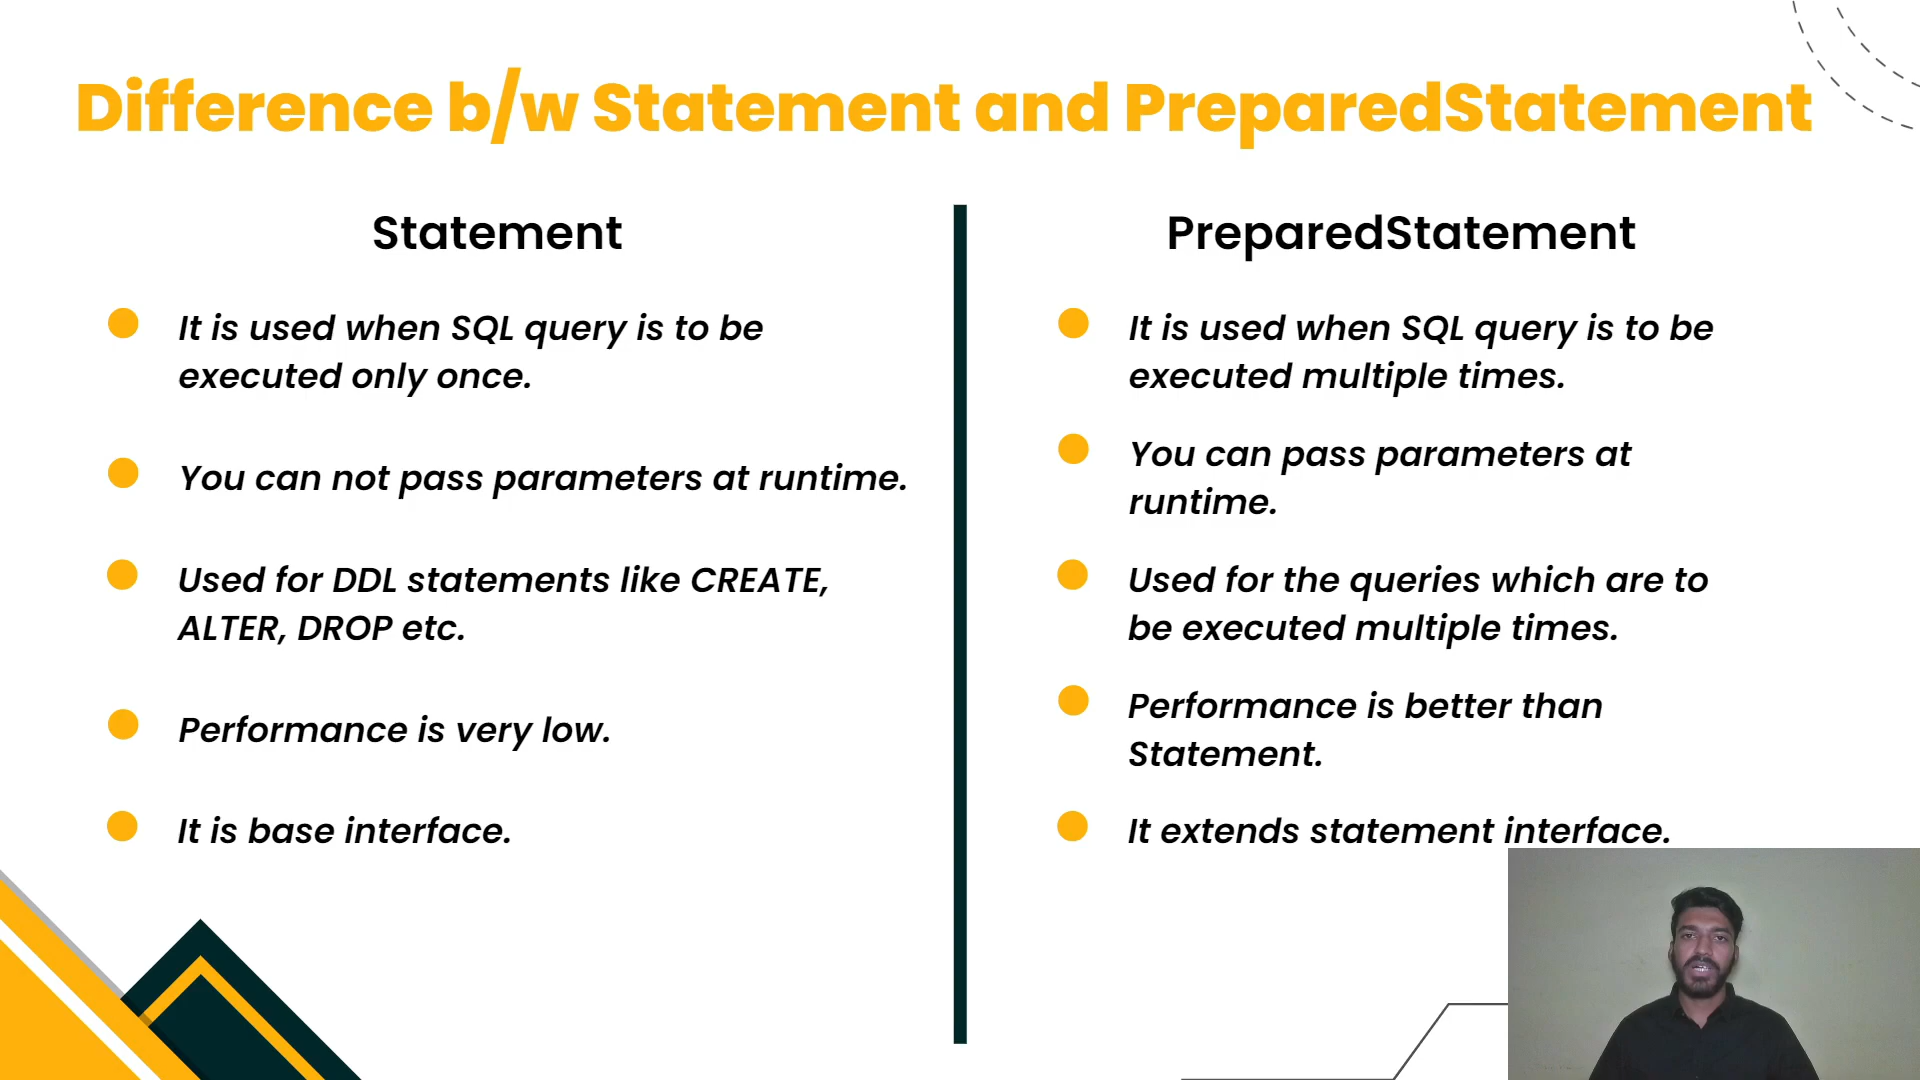 Difference b/w Statement and PreparedStatement
Statement
It is used when SQL query is to be
executed only once.
You can not pass parameters at runtime.
Used for DDL statements like CREATE,
ALTER, DROP etc.
Performance is very low.
It is base interface.
PreparedStatement
It is used when SQL query is to be
executed multiple times.
You can pass parameters at
runtime.
Used for the queries which are to
be executed multiple times.
Performance is better than
Statement.
It extends statement interface.